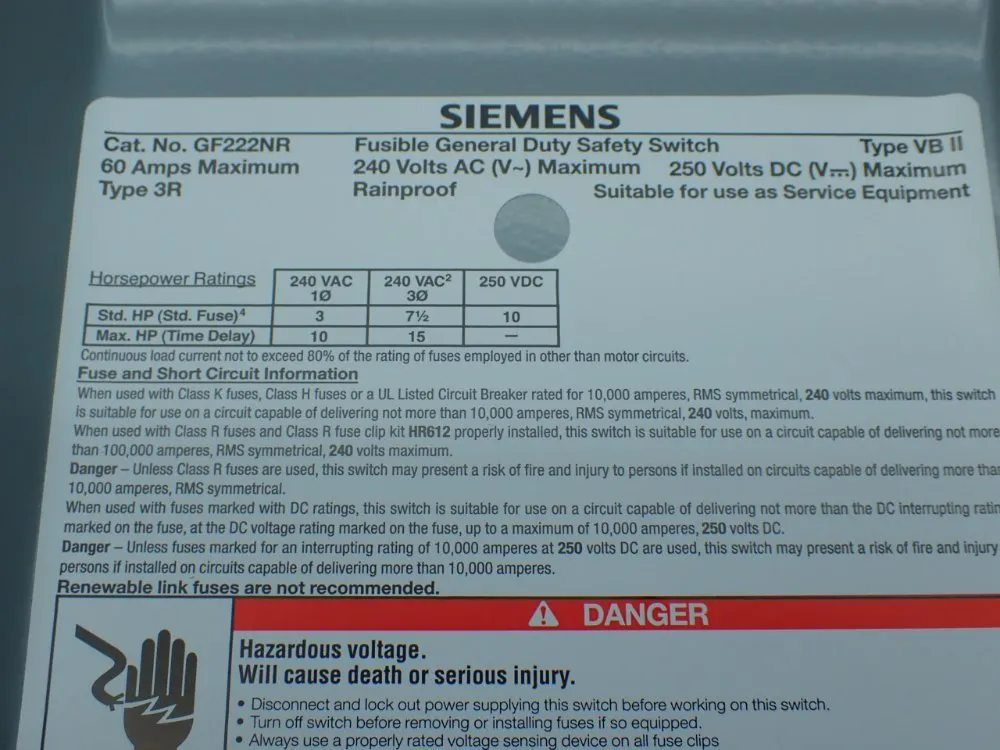 SIEMENS
Cat. No. GF222NR Fusible General Duty Safety Switch Type VB II
60 Amps Maximum 240 Volts AC (V~) Maximum 250 Volts DC (V⎓) Maximum
Type 3R Rainproof Suitable for use as Service Equipment
Horsepower Ratings 240 VAC 1Ø 240 VAC² 3Ø 250 VDC
Std. HP (Std. Fuse)⁴ 3 7½ 10
Max. HP (Time Delay) 10 15 —
Continuous load current not to exceed 80% of the rating of fuses employed in other than motor circuits.
Fuse and Short Circuit Information
When used with Class K fuses, Class H fuses or a UL Listed Circuit Breaker rated for 10,000 amperes, RMS symmetrical, 240 volts maximum, this switch
is suitable for use on a circuit capable of delivering not more than 10,000 amperes, RMS symmetrical, 240 volts, maximum.
When used with Class R fuses and Class R fuse clip kit HR612 properly installed, this switch is suitable for use on a circuit capable of delivering not more
than 100,000 amperes, RMS symmetrical, 240 volts maximum.
Danger – Unless Class R fuses are used, this switch may present a risk of fire and injury to persons if installed on circuits capable of delivering more than
10,000 amperes, RMS symmetrical.
When used with fuses marked with DC ratings, this switch is suitable for use on a circuit capable of delivering not more than the DC Interrupting ratin
marked on the fuse, at the DC voltage rating marked on the fuse, up to a maximum of 10,000 amperes, 250 volts DC.
Danger – Unless fuses marked for an interrupting rating of 10,000 amperes at 250 volts DC are used, this switch may present a risk of fire and injury
persons if installed on circuits capable of delivering more than 10,000 amperes.
Renewable link fuses are not recommended.
DANGER
Hazardous voltage.
Will cause death or serious injury.
• Disconnect and lock out power supplying this switch before working on this switch.
• Turn off switch before removing or installing fuses if so equipped.
• Always use a properly rated voltage sensing device on all fuse clips